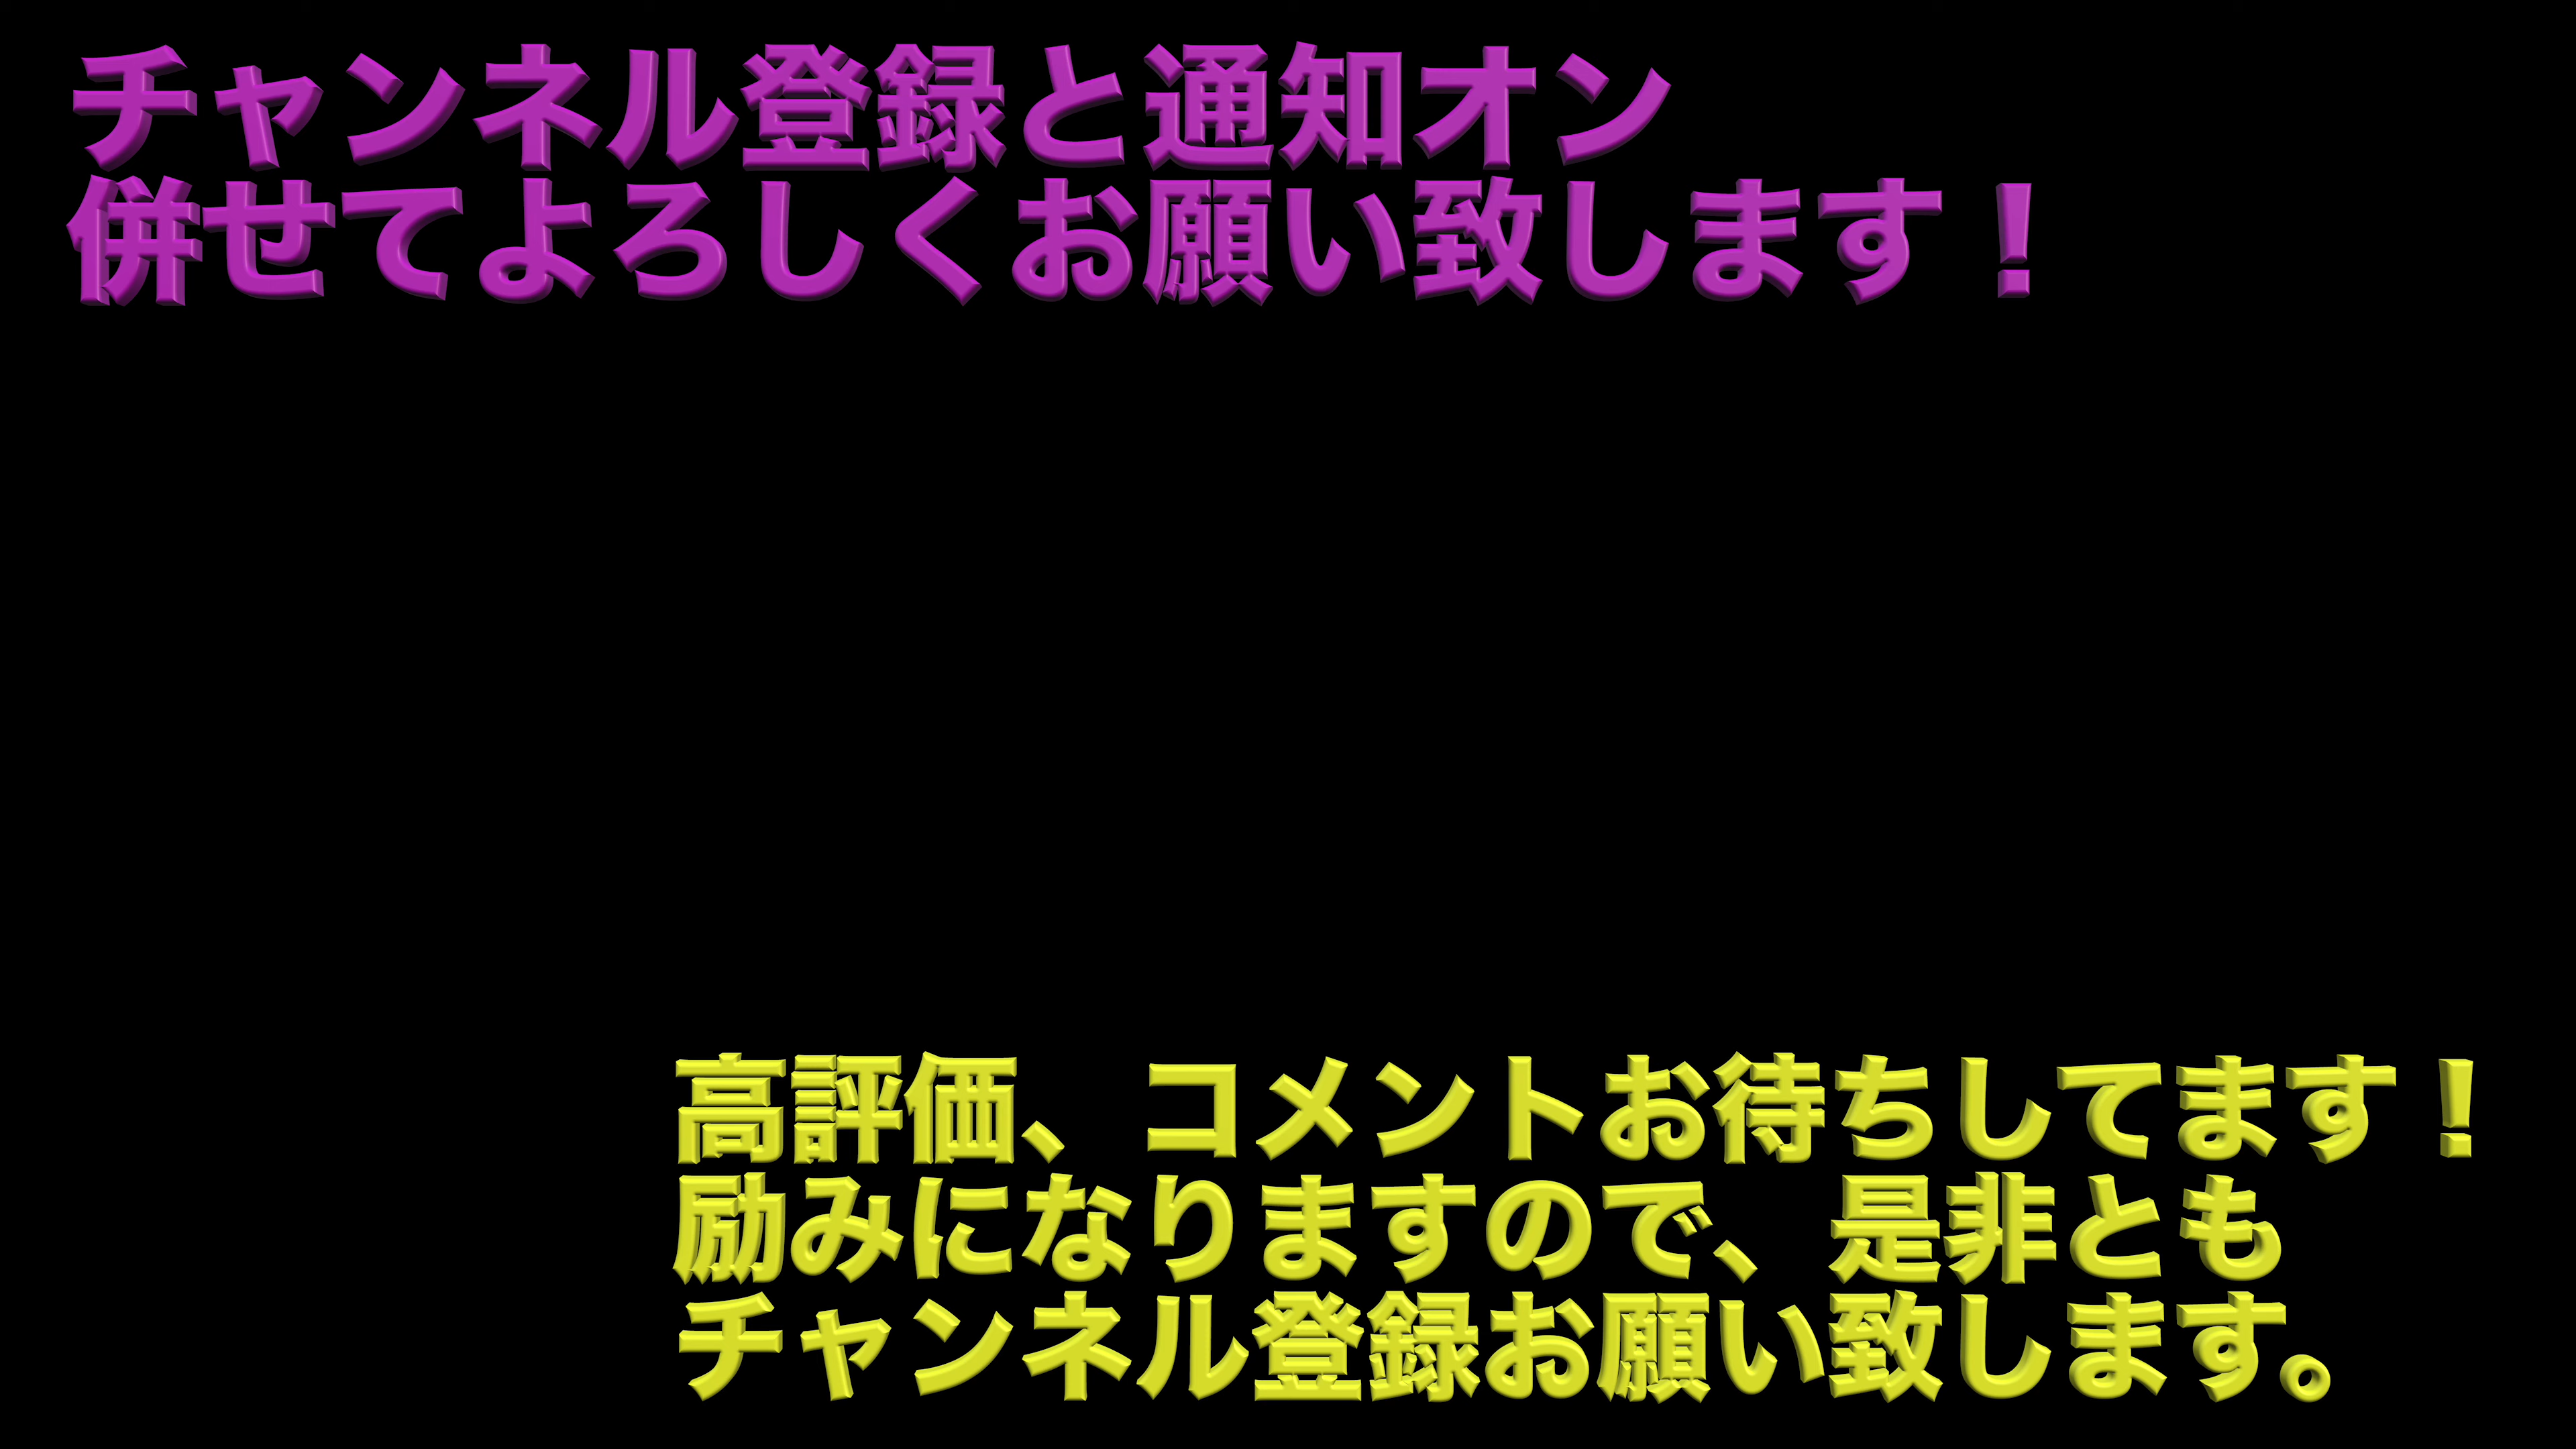 チャンネル登録と通知オン
併せてよろしくお願い致します！
高評価、コメントお待ちしてます！
励みになりますので、是非とも
チャンネル登録お願い致します。